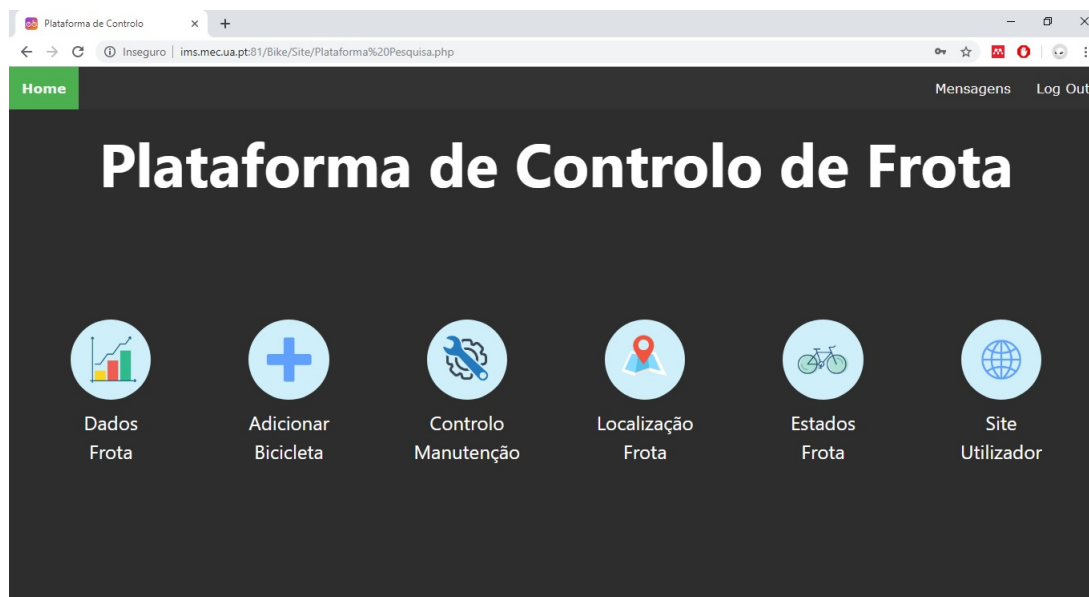 Plataforma de Controlo
Inseguro | ims.mec.ua.pt:81/Bike/Site/Plataforma%20Pesquisa.php
Home
Mensagens
Log Out
Plataforma de Controlo de Frota
Dados
Frota
Adicionar
Bicicleta
Controlo
Manutenção
Localização
Frota
Estados
Frota
Site
Utilizador